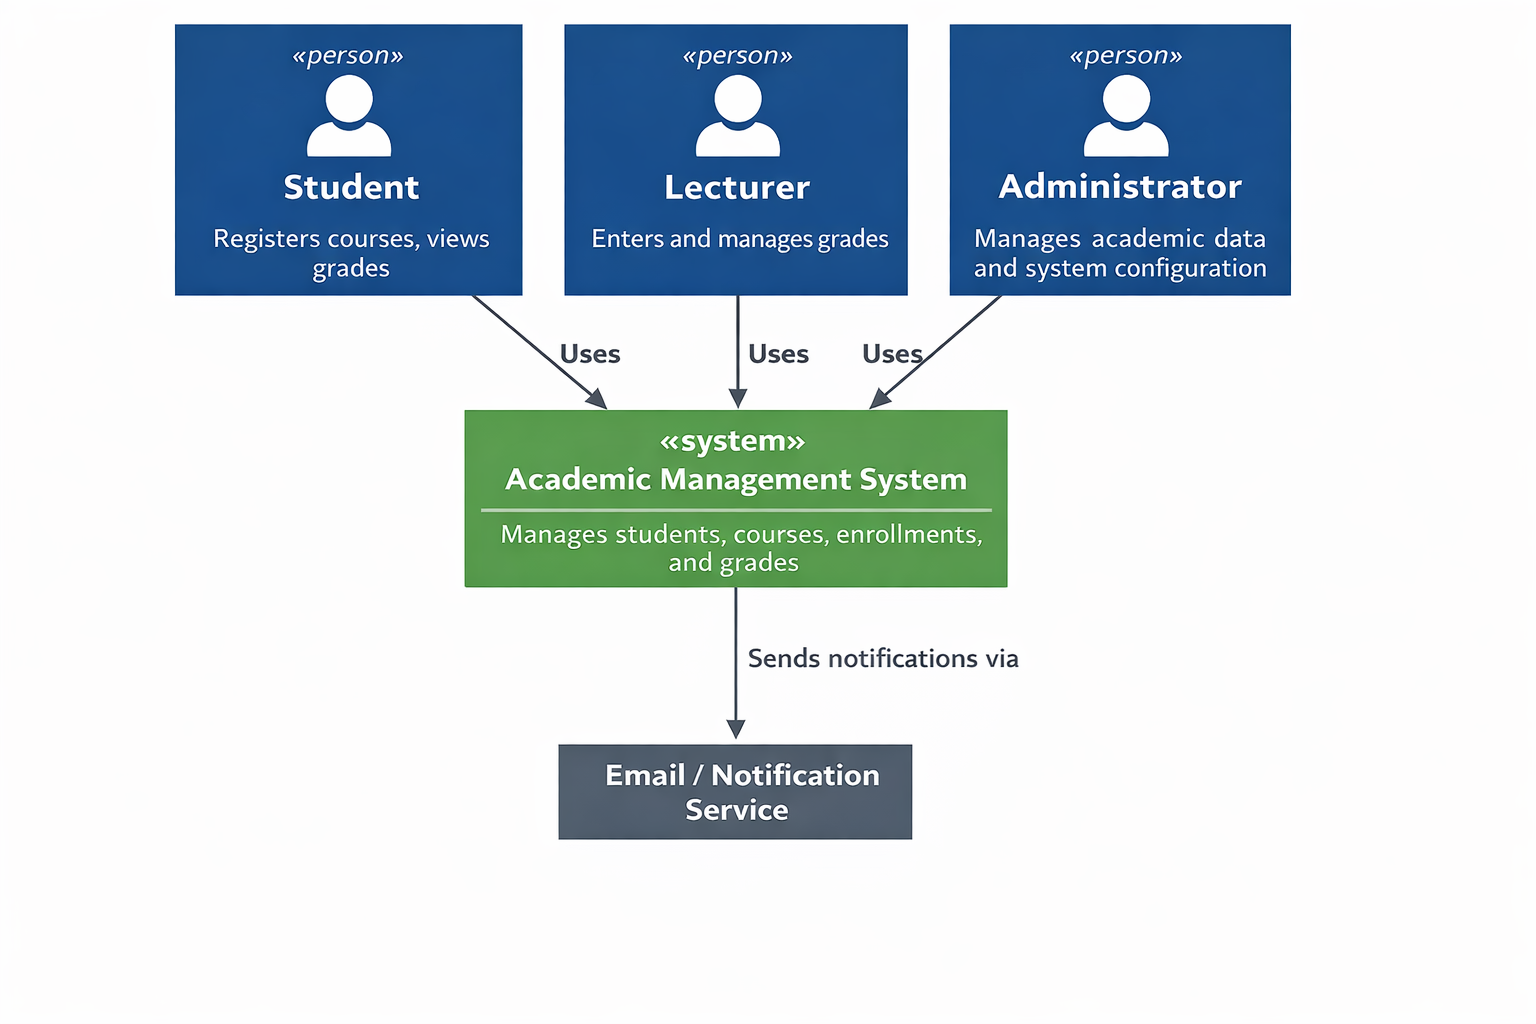 «person»
Student
Registers courses, views
grades
«person»
Lecturer
Enters and manages grades
«person»
Administrator
Manages academic data
and system configuration
Uses
Uses
Uses
«system»
Academic Management System
Manages students, courses, enrollments,
and grades
Sends notifications via
Email / Notification
Service